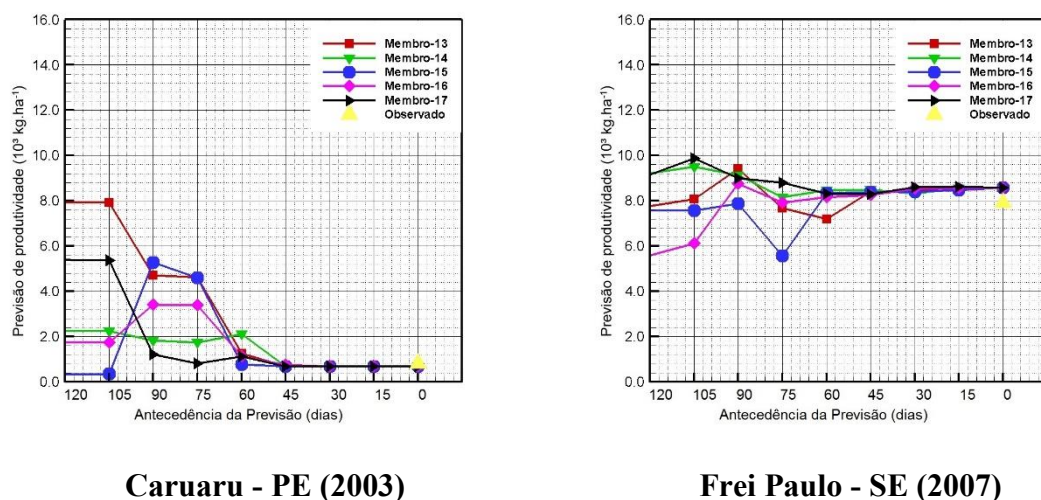 16.0
14.0
12.0
10.0
8.0
6.0
4.0
2.0
0.0
Previsão de produtividade (10³ kg.ha⁻¹)
Membro-13
Membro-14
Membro-15
Membro-16
Membro-17
Observado
120 105 90 75 60 45 30 15 0
Antecedência da Previsão (dias)
Caruaru - PE (2003)
16.0
14.0
12.0
10.0
8.0
6.0
4.0
2.0
0.0
Previsão de produtividade (10³ kg.ha⁻¹)
Membro-13
Membro-14
Membro-15
Membro-16
Membro-17
Observado
120 105 90 75 60 45 30 15 0
Antecedência da Previsão (dias)
Frei Paulo - SE (2007)